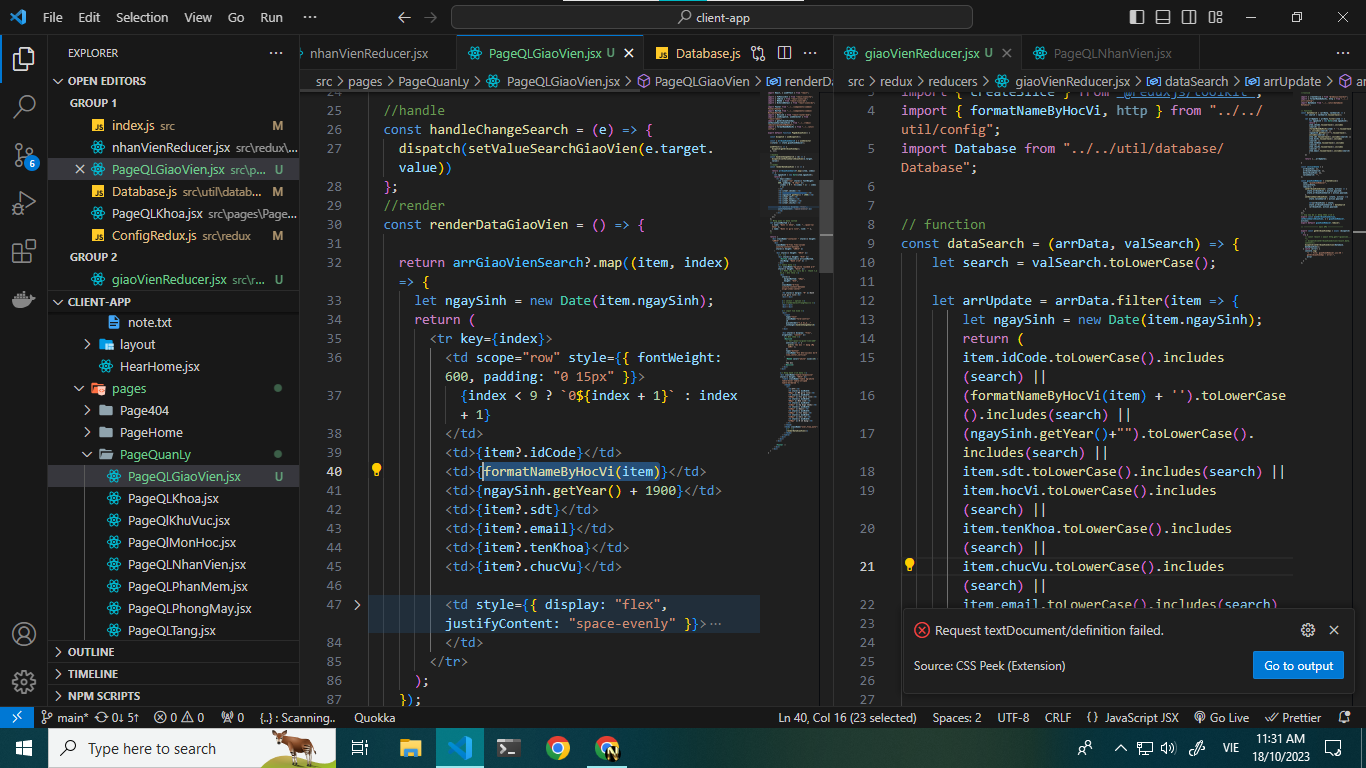 File Edit Selection View Go Run ··· client-app
EXPLORER ···
OPEN EDITORS
GROUP 1
index.js src M
nhanVienReducer.jsx src\redux\...
PageQLGiaoVien.jsx src\p... U
Database.js src\util\datab... M
PageQLKhoa.jsx src\pages\Page...
ConfigRedux.js src\redux M
GROUP 2
giaoVienReducer.jsx src\r... U
CLIENT-APP
note.txt
layout
HearHome.jsx
pages
Page404
PageHome
PageQuanLy
PageQLGiaoVien.jsx U
PageQLKhoa.jsx
PageQlKhuVuc.jsx
PageQlMonHoc.jsx
PageQLNhanVien.jsx
PageQLPhanMem.jsx
PageQLPhongMay.jsx
PageQLTang.jsx
OUTLINE
TIMELINE
NPM SCRIPTS
6
nhanVienReducer.jsx PageQLGiaoVien.jsx U Database.js ···
src > pages > PageQuanLy > PageQLGiaoVien.jsx > PageQLGiaoVien > renderDa
24
25 //handle
26 const handleChangeSearch = (e) => {
27 dispatch(setValueSearchGiaoVien(e.target.
value))
28 };
29 //render
30 const renderDataGiaoVien = () => {
31
32 return arrGiaoVienSearch?.map((item, index)
=> {
33 let ngaySinh = new Date(item.ngaySinh);
34 return (
35 <tr key={index}>
36 <td scope="row" style={{ fontWeight:
600, padding: "0 15px" }}>
37 {index < 9 ? `0${index + 1}` : index
+ 1}
38 </td>
39 <td>{item?.idCode}</td>
40 <td>{formatNameByHocVi(item)}</td>
41 <td>{ngaySinh.getYear() + 1900}</td>
42 <td>{item?.sdt}</td>
43 <td>{item?.email}</td>
44 <td>{item?.tenKhoa}</td>
45 <td>{item?.chucVu}</td>
46
47 <td style={{ display: "flex",
justifyContent: "space-evenly" }}>···
84 </td>
85 </tr>
86 );
87 });
giaoVienReducer.jsx U PageQLNhanVien.jsx ···
src > redux > reducers > giaoVienReducer.jsx > dataSearch > arrUpdate > ar
3 import { createSlice } from "@reduxjs/toolkit";
4 import { formatNameByHocVi, http } from "../../
util/config";
5 import Database from "../../util/database/
Database";
6
7
8 // function
9 const dataSearch = (arrData, valSearch) => {
10 let search = valSearch.toLowerCase();
11
12 let arrUpdate = arrData.filter(item => {
13 let ngaySinh = new Date(item.ngaySinh);
14 return (
15 item.idCode.toLowerCase().includes
(search) ||
16 (formatNameByHocVi(item) + '').toLowerCase
().includes(search) ||
17 (ngaySinh.getYear()+"").toLowerCase().
includes(search) ||
18 item.sdt.toLowerCase().includes(search) ||
19 item.hocVi.toLowerCase().includes
(search) ||
20 item.tenKhoa.toLowerCase().includes
(search) ||
21 item.chucVu.toLowerCase().includes
(search) ||
22 item.email.toLowerCase().includes(search)
23
24
25
26
27
Request textDocument/definition failed.
Source: CSS Peek (Extension) Go to output
main* 0↓ 5↑ 0 0 0 {..} : Scanning.. Quokka Ln 40, Col 16 (23 selected) Spaces: 2 UTF-8 CRLF { } JavaScript JSX Go Live Prettier
Type here to search VIE 11:31 AM
18/10/2023